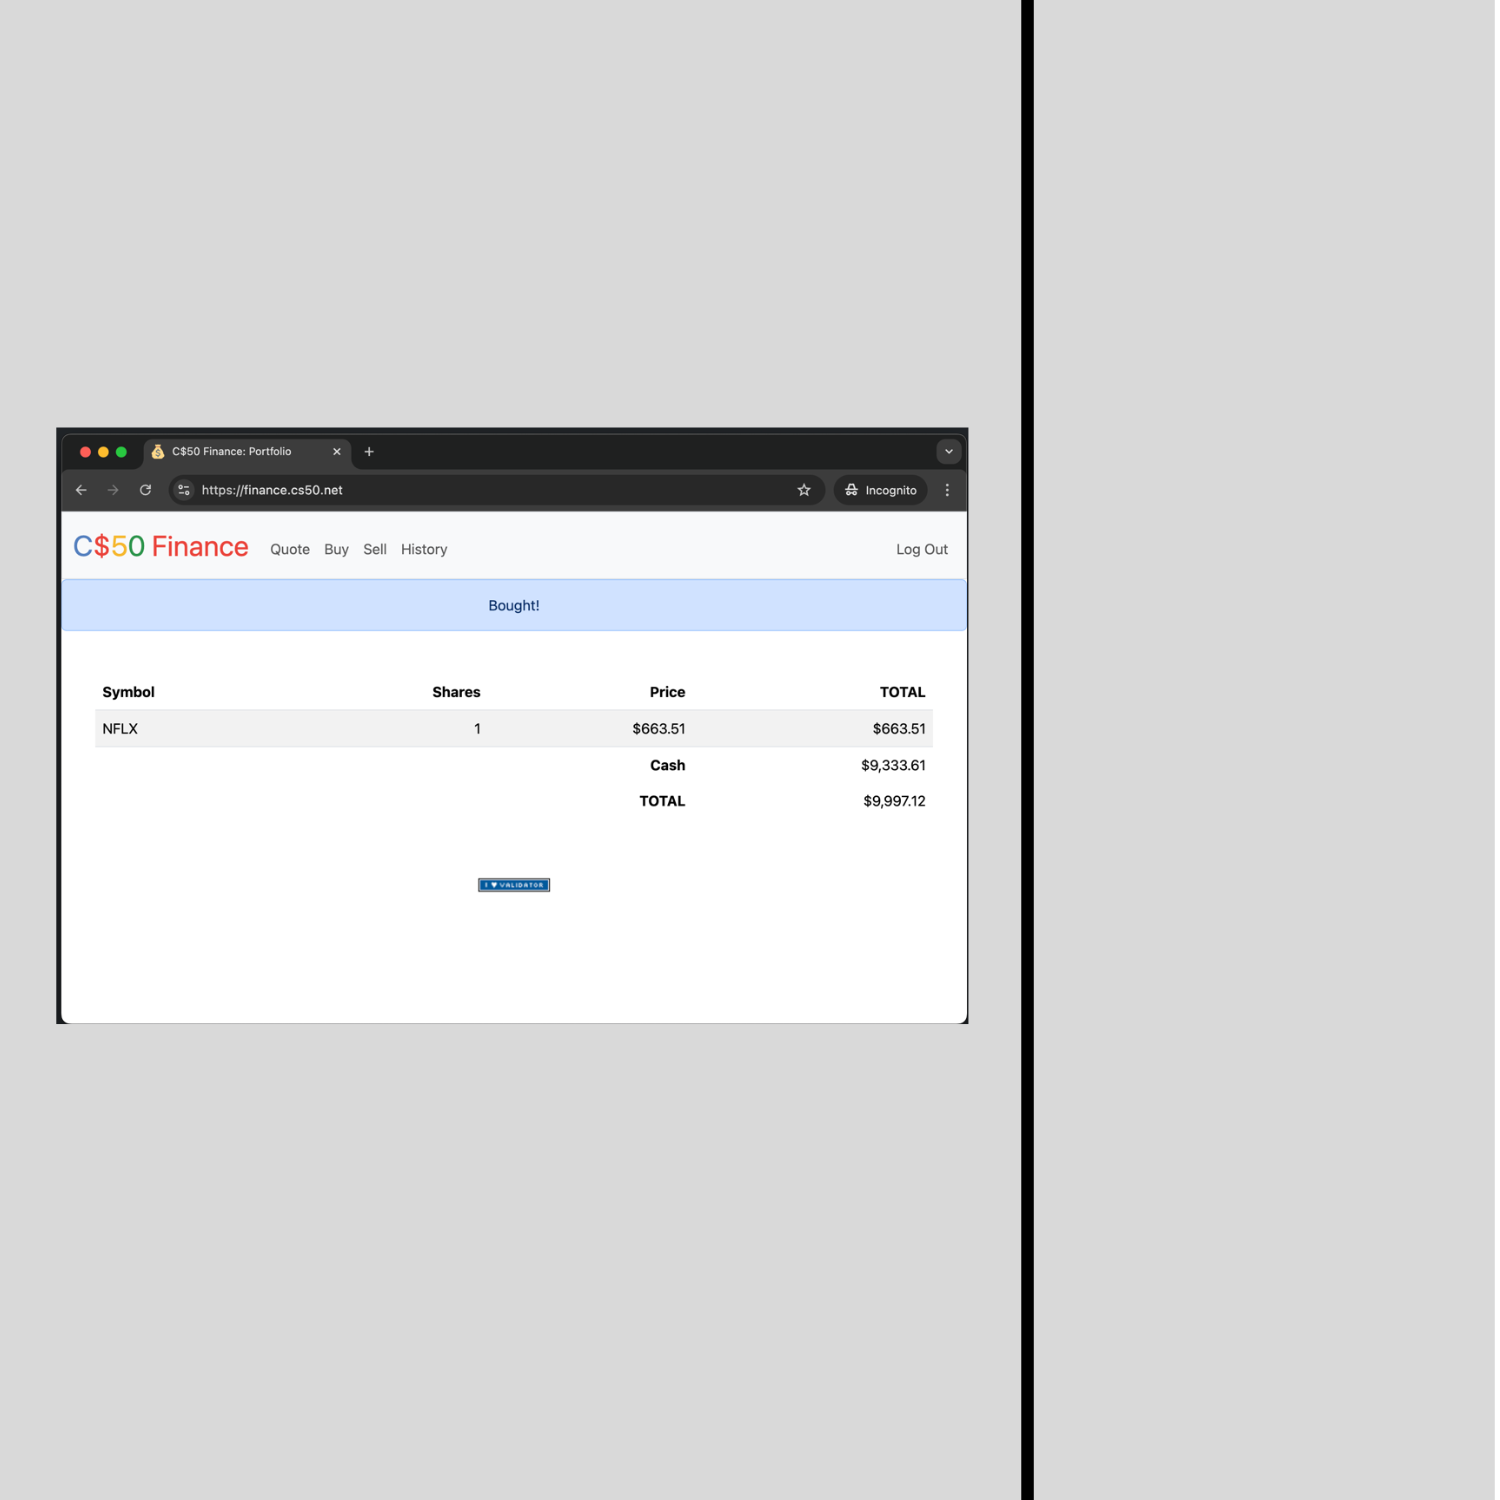 C$50 Finance: Portfolio
https://finance.cs50.net
Incognito
C$50 Finance Quote Buy Sell History Log Out
Bought!
Symbol Shares Price TOTAL
NFLX 1 $663.51 $663.51
Cash $9,333.61
TOTAL $9,997.12
I ♥ VALIDATOR